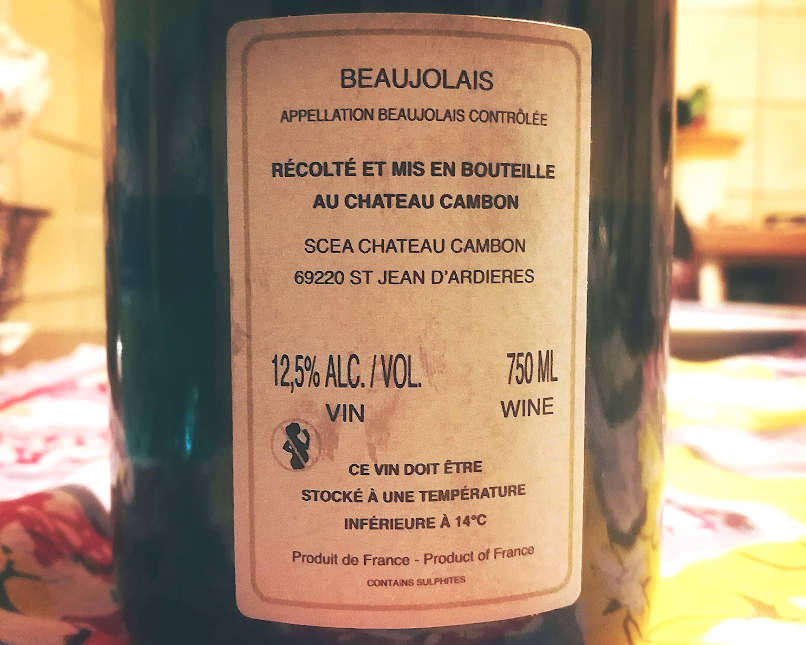 BEAUJOLAIS
APPELLATION BEAUJOLAIS CONTRÔLÉE
RÉCOLTÉ ET MIS EN BOUTEILLE
AU CHATEAU CAMBON
SCEA CHATEAU CAMBON
69220 ST JEAN D'ARDIERES
12,5% ALC. / VOL. 750 ML
VIN WINE
CE VIN DOIT ÊTRE
STOCKÉ À UNE TEMPÉRATURE
INFÉRIEURE À 14°C
Produit de France - Product of France
CONTAINS SULPHITES